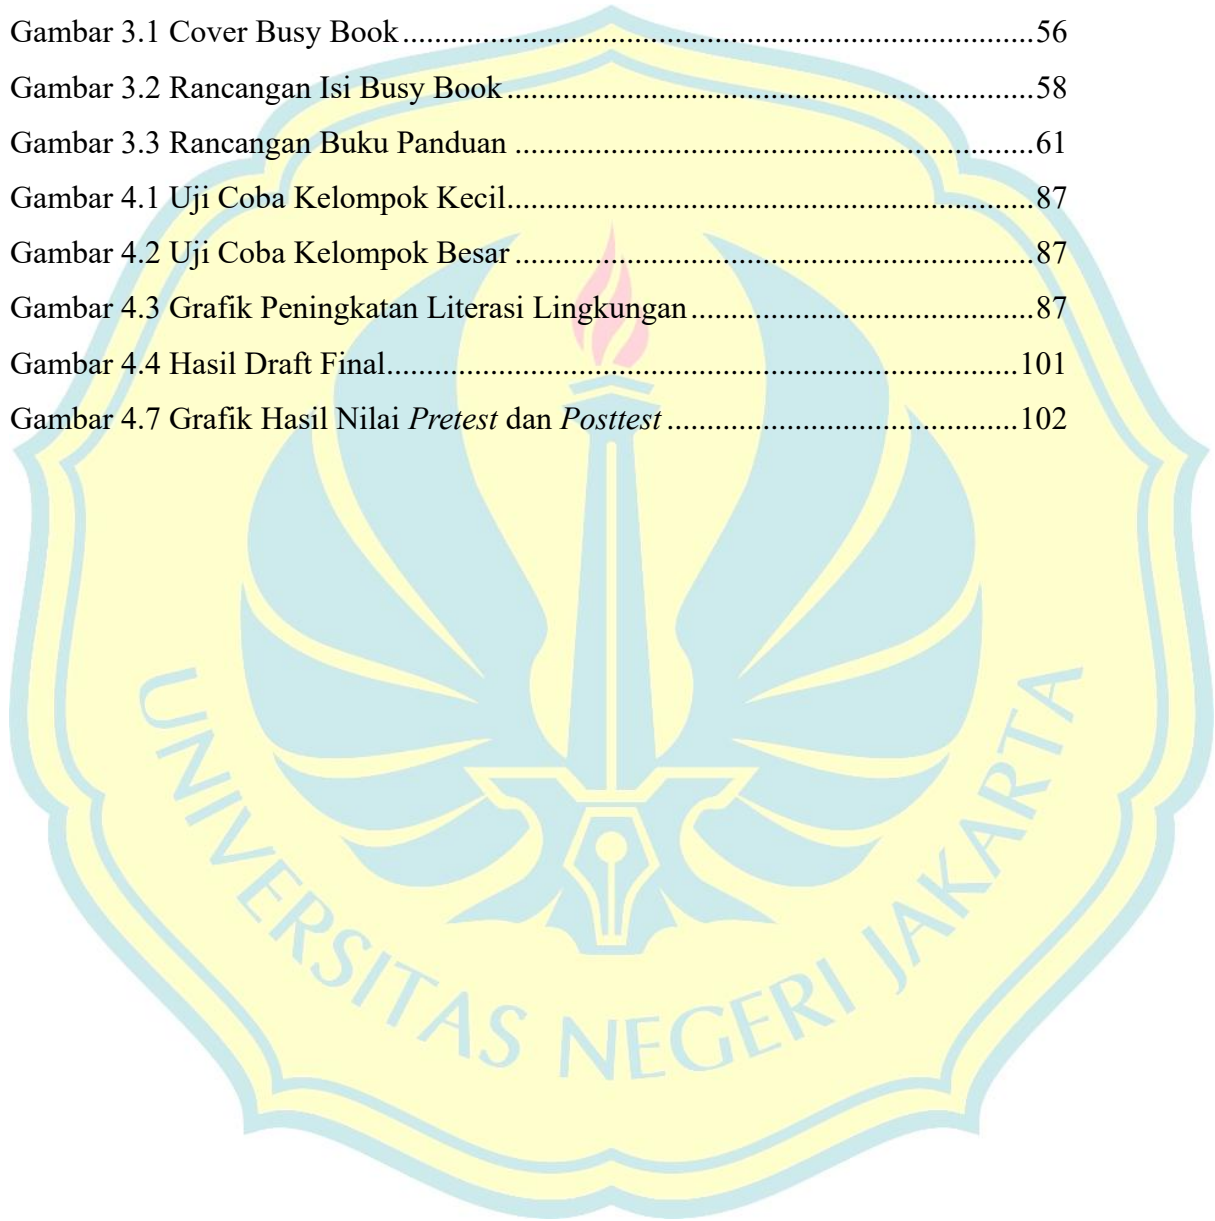 Gambar 3.1 Cover Busy Book................................................................................56
Gambar 3.2 Rancangan Isi Busy Book...................................................................58
Gambar 3.3 Rancangan Buku Panduan ..................................................................61
Gambar 4.1 Uji Coba Kelompok Kecil...................................................................87
Gambar 4.2 Uji Coba Kelompok Besar ..................................................................87
Gambar 4.3 Grafik Peningkatan Literasi Lingkungan............................................87
Gambar 4.4 Hasil Draft Final................................................................................101
Gambar 4.7 Grafik Hasil Nilai Pretest dan Posttest .............................................102
UNIVERSITAS NEGERI JAKARTA